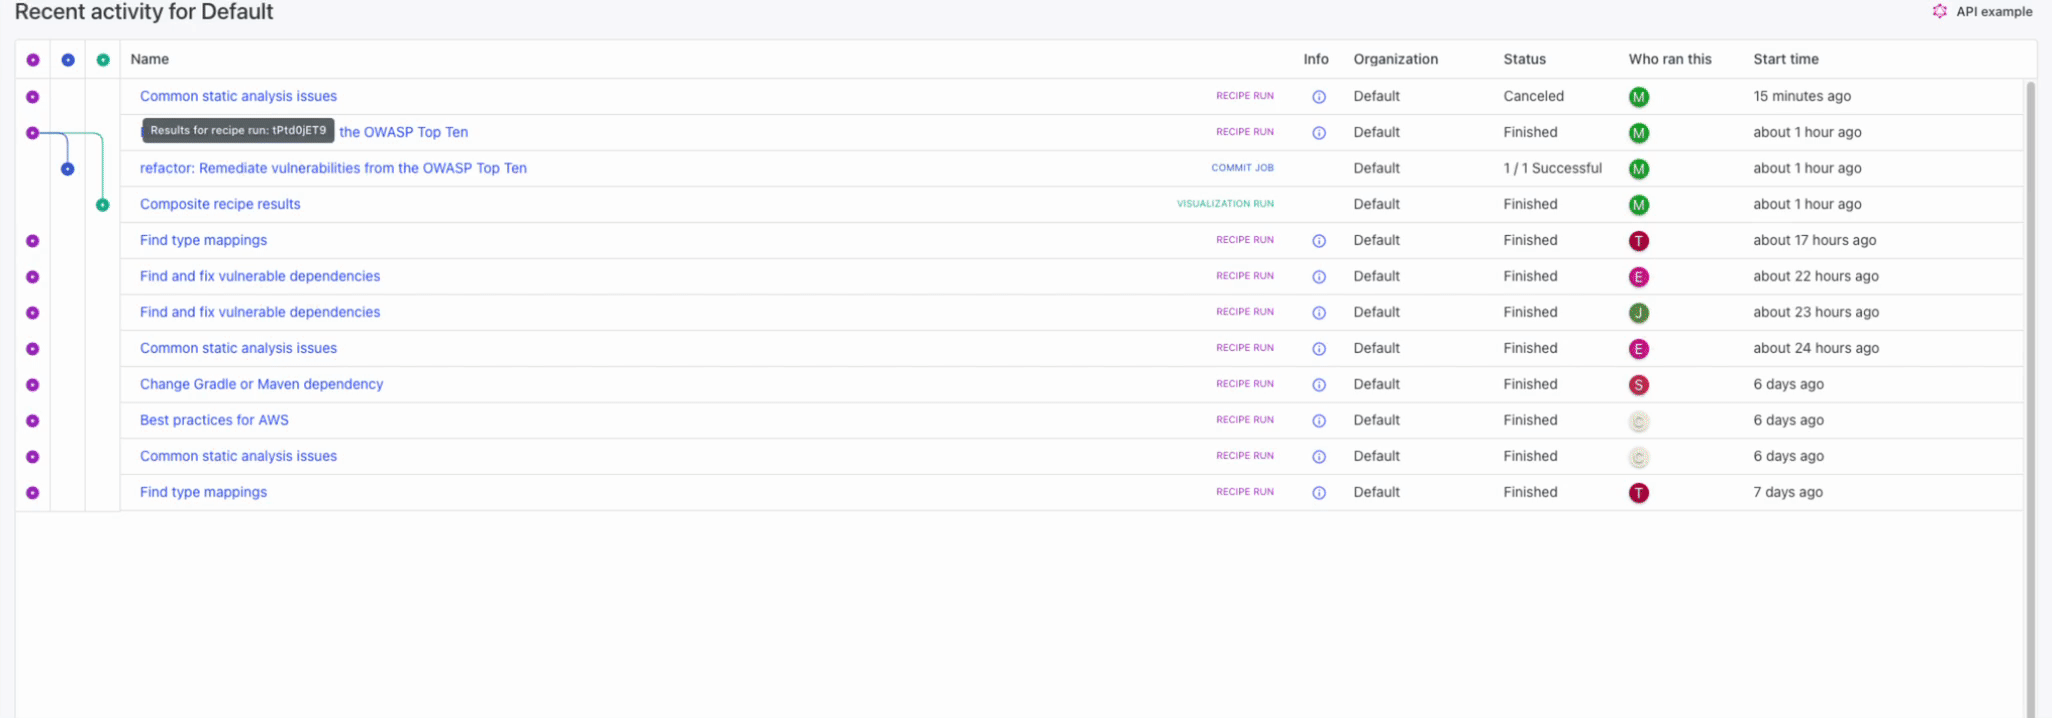 Recent activity for Default
API example
Name Info Organization Status Who ran this Start time
Common static analysis issues RECIPE RUN Default Canceled M 15 minutes ago
Results for recipe run: tPtd0jET9 the OWASP Top Ten RECIPE RUN Default Finished M about 1 hour ago
refactor: Remediate vulnerabilities from the OWASP Top Ten COMMIT JOB Default 1 / 1 Successful M about 1 hour ago
Composite recipe results VISUALIZATION RUN Default Finished M about 1 hour ago
Find type mappings RECIPE RUN Default Finished T about 17 hours ago
Find and fix vulnerable dependencies RECIPE RUN Default Finished E about 22 hours ago
Find and fix vulnerable dependencies RECIPE RUN Default Finished J about 23 hours ago
Common static analysis issues RECIPE RUN Default Finished E about 24 hours ago
Change Gradle or Maven dependency RECIPE RUN Default Finished S 6 days ago
Best practices for AWS RECIPE RUN Default Finished C 6 days ago
Common static analysis issues RECIPE RUN Default Finished C 6 days ago
Find type mappings RECIPE RUN Default Finished T 7 days ago